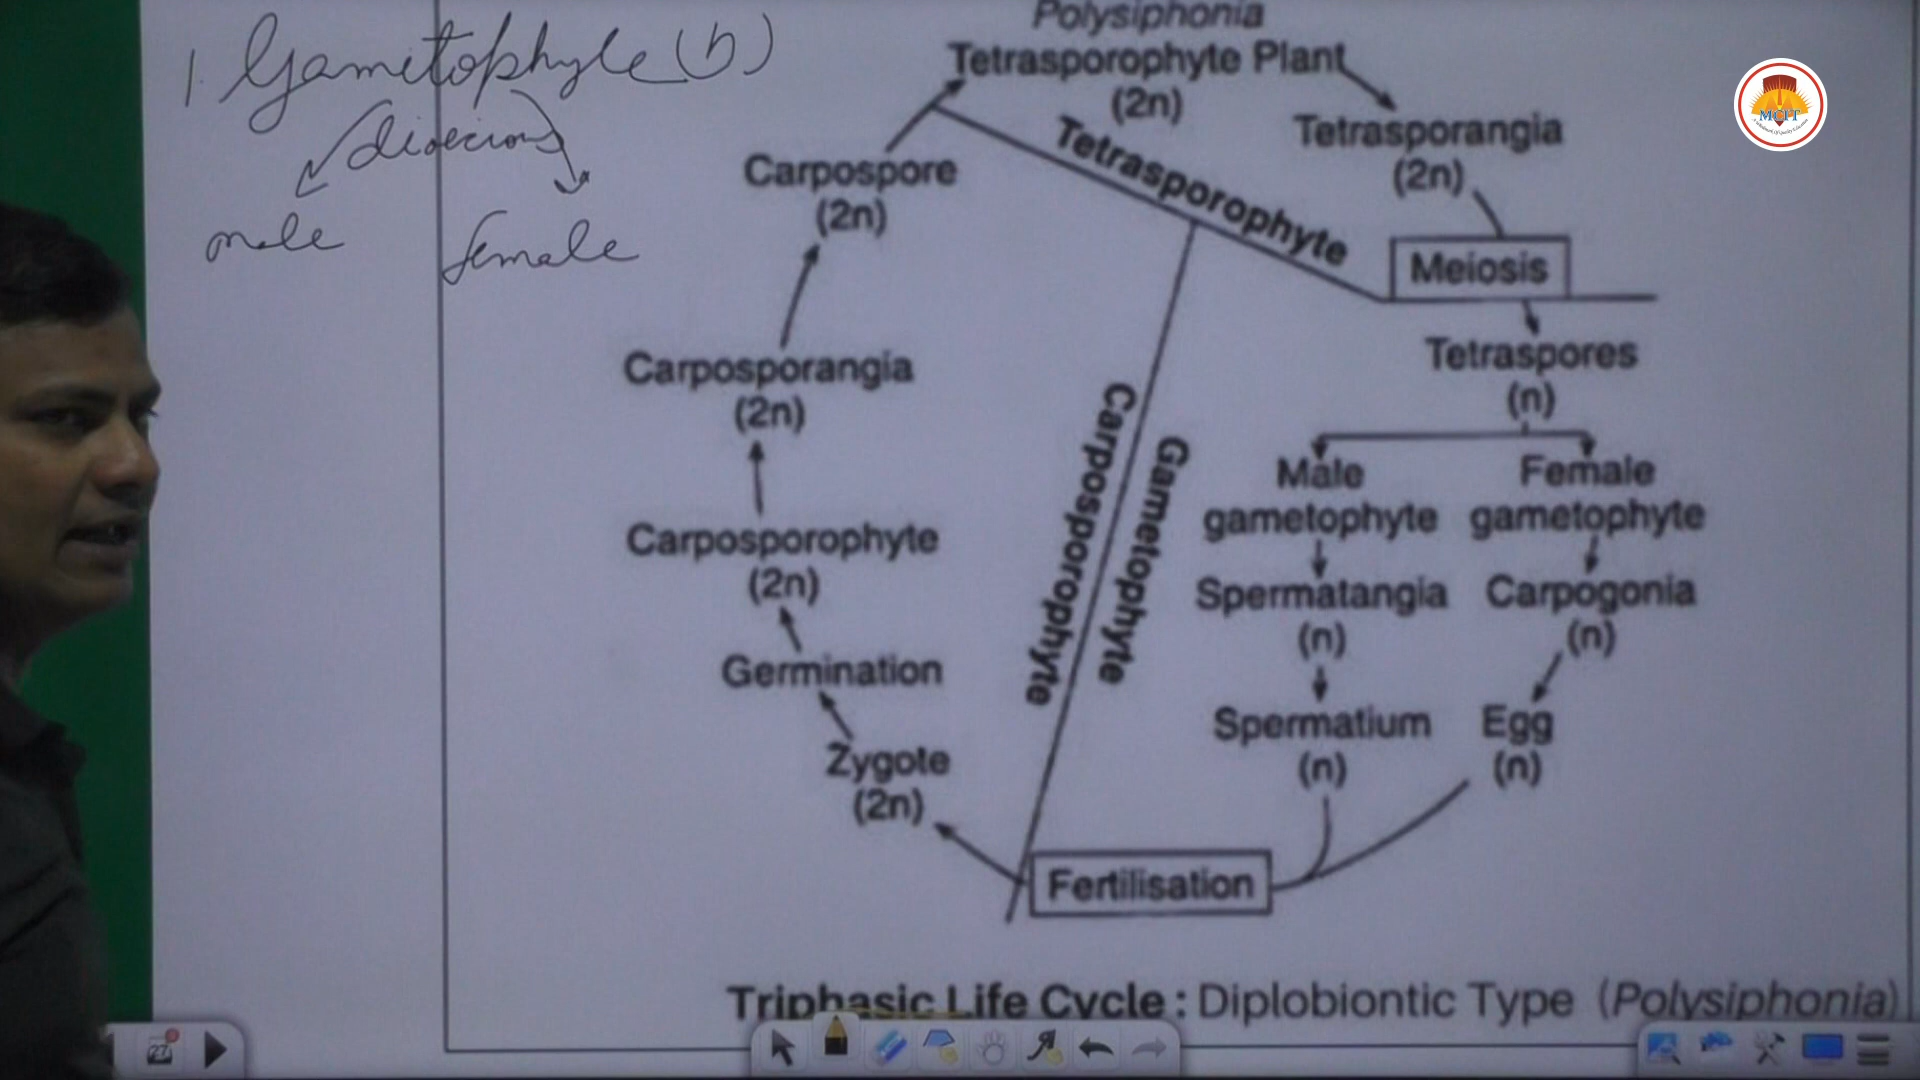 1. Gametophyte (n)
dioecious
male
female
Polysiphonia
Tetrasporophyte Plant
(2n)
Tetrasporangia
(2n)
Meiosis
Tetraspores
(n)
Male
gametophyte
Female
gametophyte
Spermatangia
(n)
Carpogonia
(n)
Spermatium
(n)
Egg
(n)
Fertilisation
Zygote
(2n)
Germination
Carposporophyte
(2n)
Carposporangia
(2n)
Carpospore
(2n)
Tetrasporophyte
Carposporophyte
Gametophyte
Triphasic Life Cycle : Diplobiontic Type (Polysiphonia)
27
MCIT